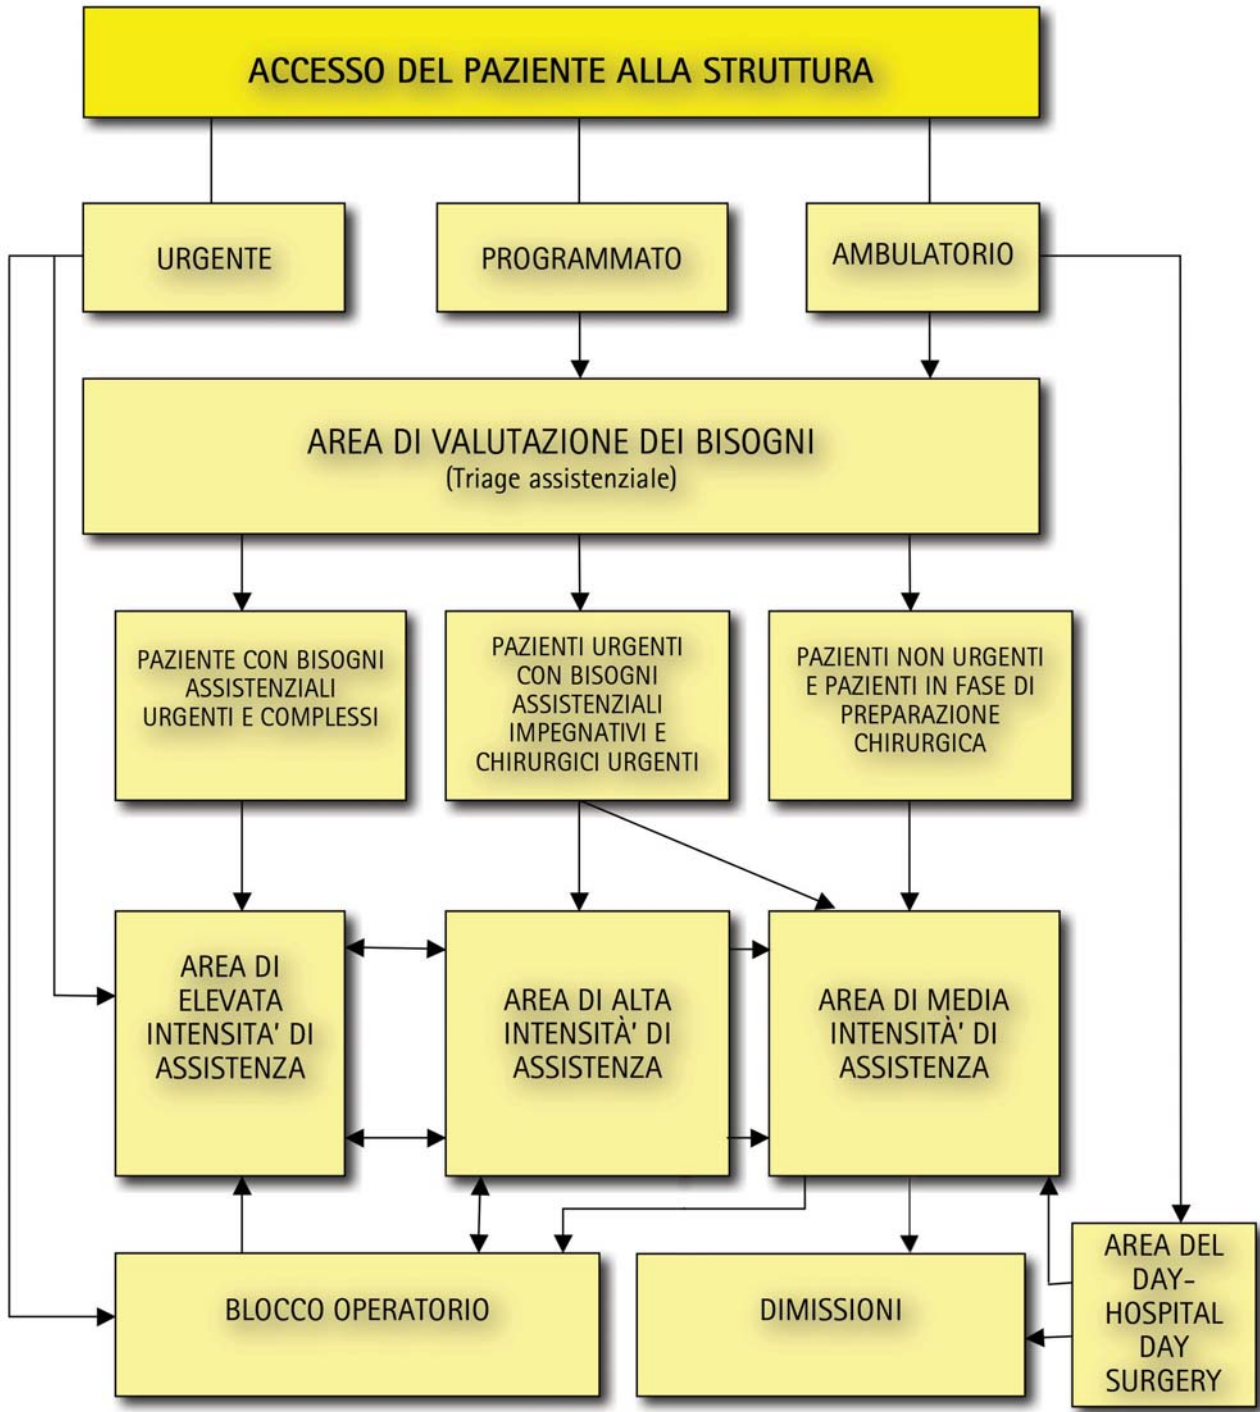 ACCESSO DEL PAZIENTE ALLA STRUTTURA
URGENTE
PROGRAMMATO
AMBULATORIO
AREA DI VALUTAZIONE DEI BISOGNI
(Triage assistenziale)
PAZIENTE CON BISOGNI
ASSISTENZIALI
URGENTI E COMPLESSI
PAZIENTI URGENTI
CON BISOGNI
ASSISTENZIALI
IMPEGNATIVI E
CHIRURGICI URGENTI
PAZIENTI NON URGENTI
E PAZIENTI IN FASE DI
PREPARAZIONE
CHIRURGICA
AREA DI
ELEVATA
INTENSITA' DI
ASSISTENZA
AREA DI ALTA
INTENSITÀ' DI
ASSISTENZA
AREA DI MEDIA
INTENSITÀ' DI
ASSISTENZA
BLOCCO OPERATORIO
DIMISSIONI
AREA DEL
DAY-
HOSPITAL
DAY
SURGERY